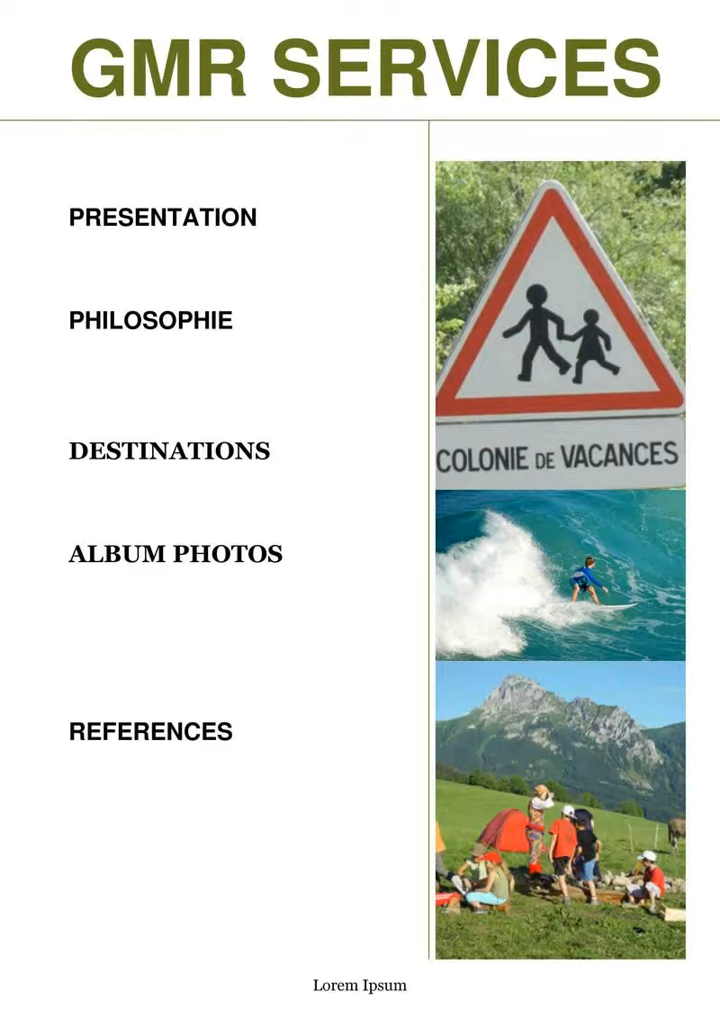 GMR SERVICES
PRESENTATION
PHILOSOPHIE
DESTINATIONS
ALBUM PHOTOS
REFERENCES
COLONIE DE VACANCES
Lorem Ipsum